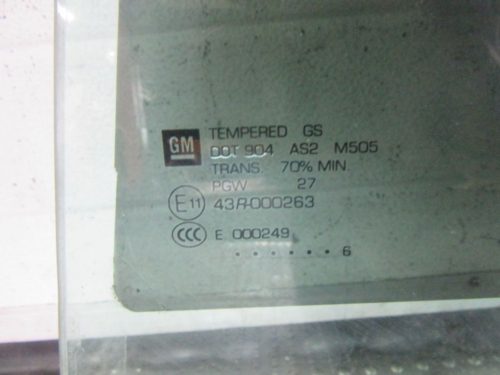 GM TEMPERED GS
DOT 904 AS2 M505
TRANS. 70% MIN.
PGW 27
E11 43R-000263
CCC E 000249
. . . . . . 6